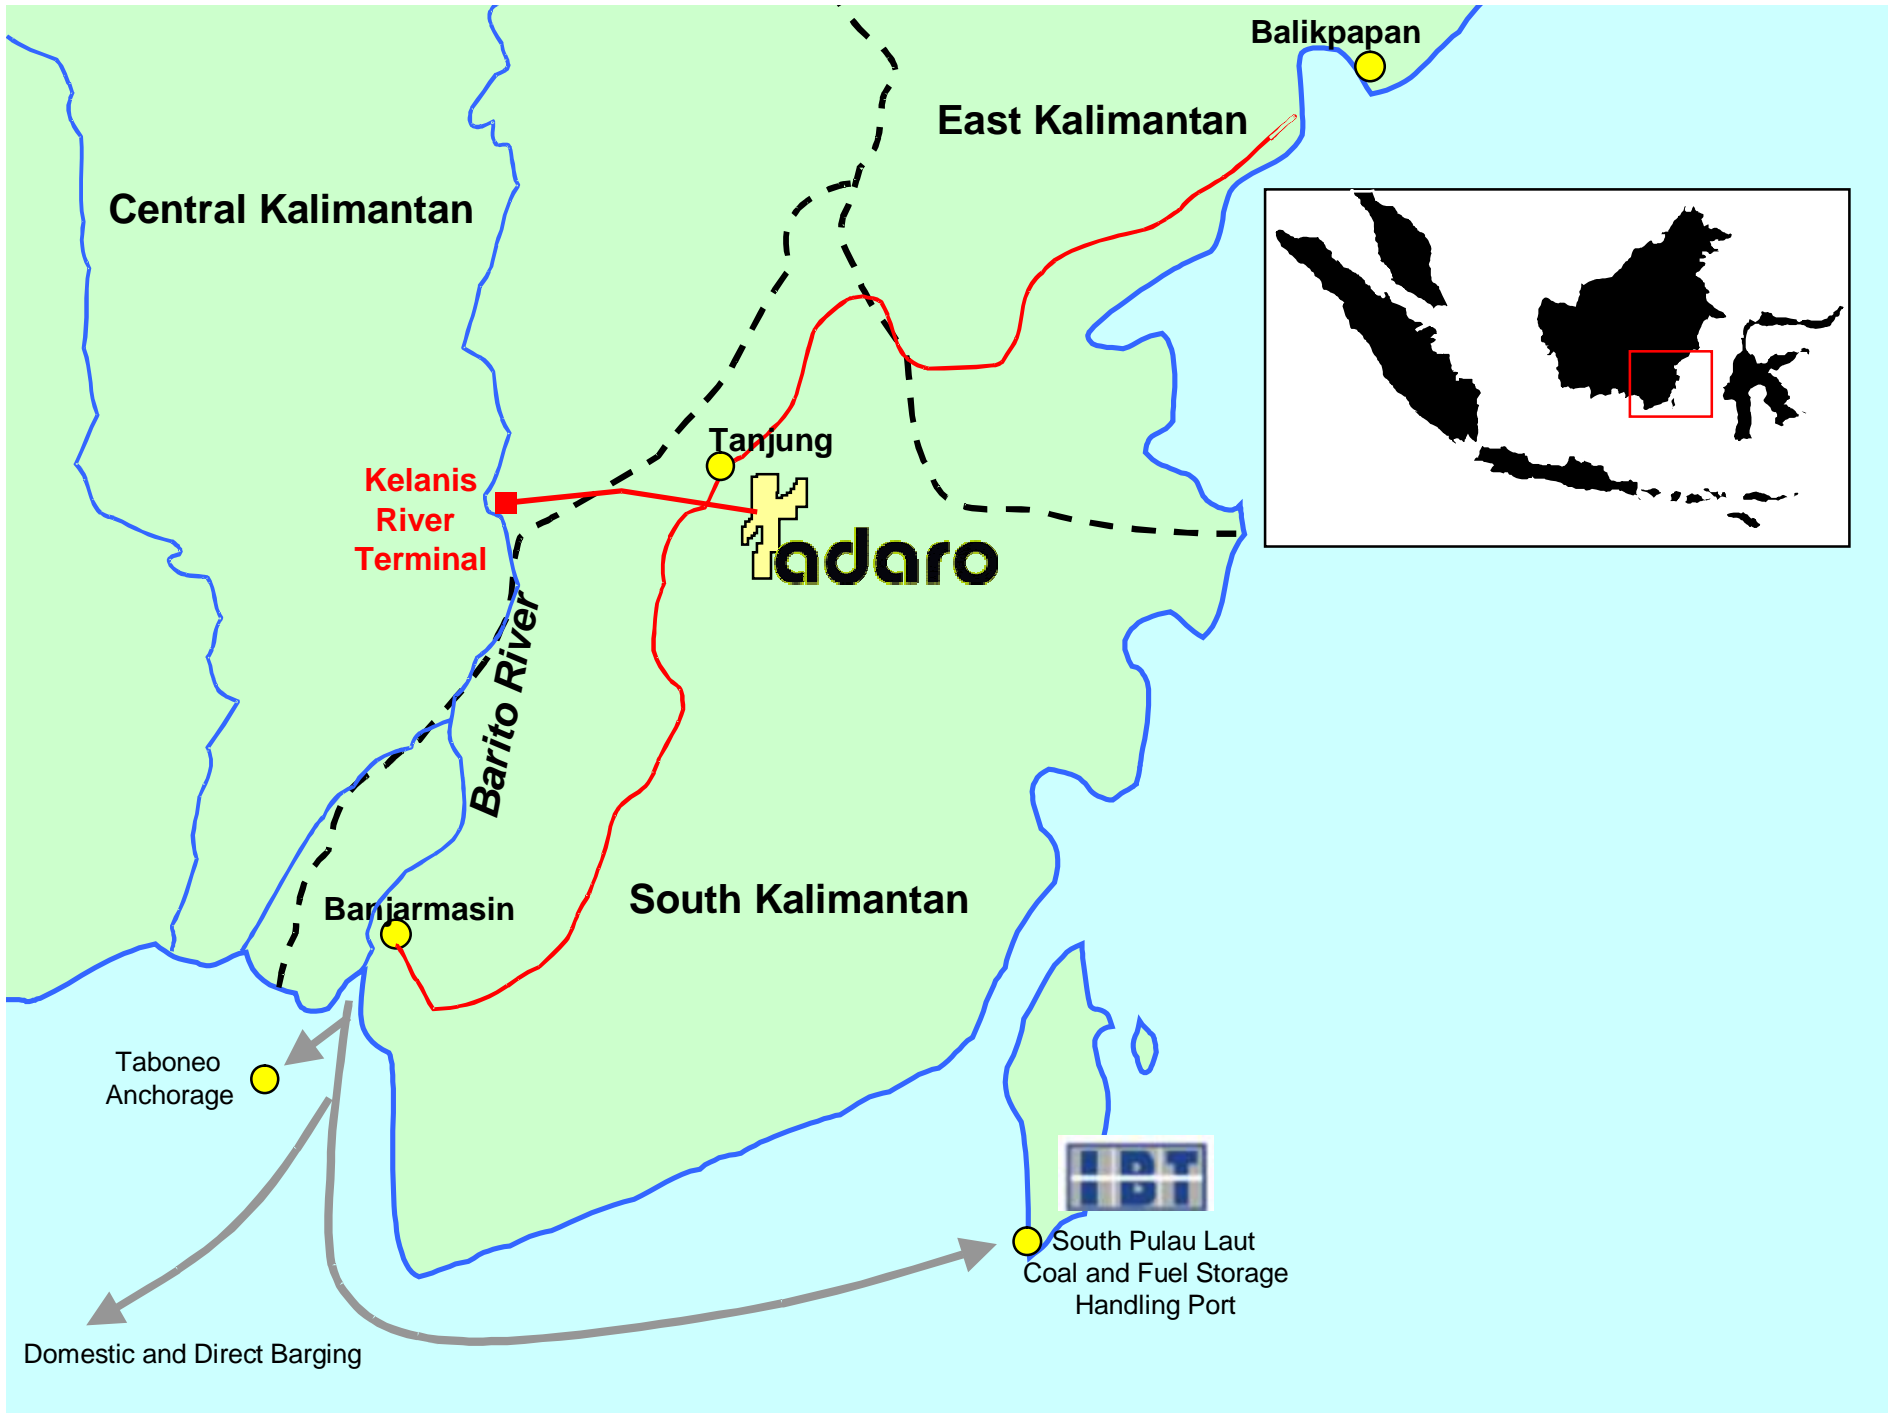 Balikpapan
East Kalimantan
Central Kalimantan
Tanjung
Kelanis
River
Terminal
adaro
Barito River
South Kalimantan
Banjarmasin
Taboneo
Anchorage
IBT
South Pulau Laut
Coal and Fuel Storage
Handling Port
Domestic and Direct Barging